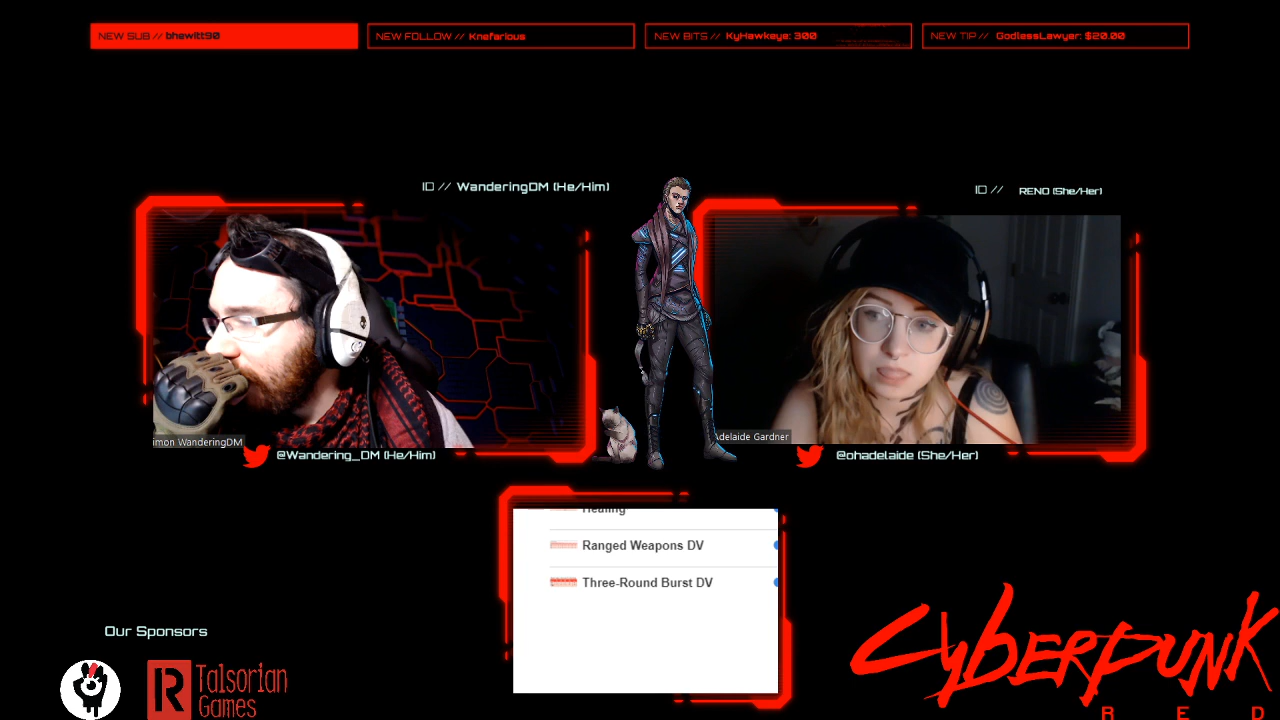 NEW SUB // bhewitt90
NEW FOLLOW // Knefarious
NEW BITS // KyHawkeye: 300
NEW TIP // GodlessLawyer: $20.00
ID // WanderingDM (He/Him)
ID // RENO (She/Her)
imon WanderingDM
delaide Gardner
@Wandering_DM (He/Him)
@ohadelaide (She/Her)
Healing
Ranged Weapons DV
Three-Round Burst DV
Our Sponsors
R Talsorian
Games
CYBERPUNK
RED